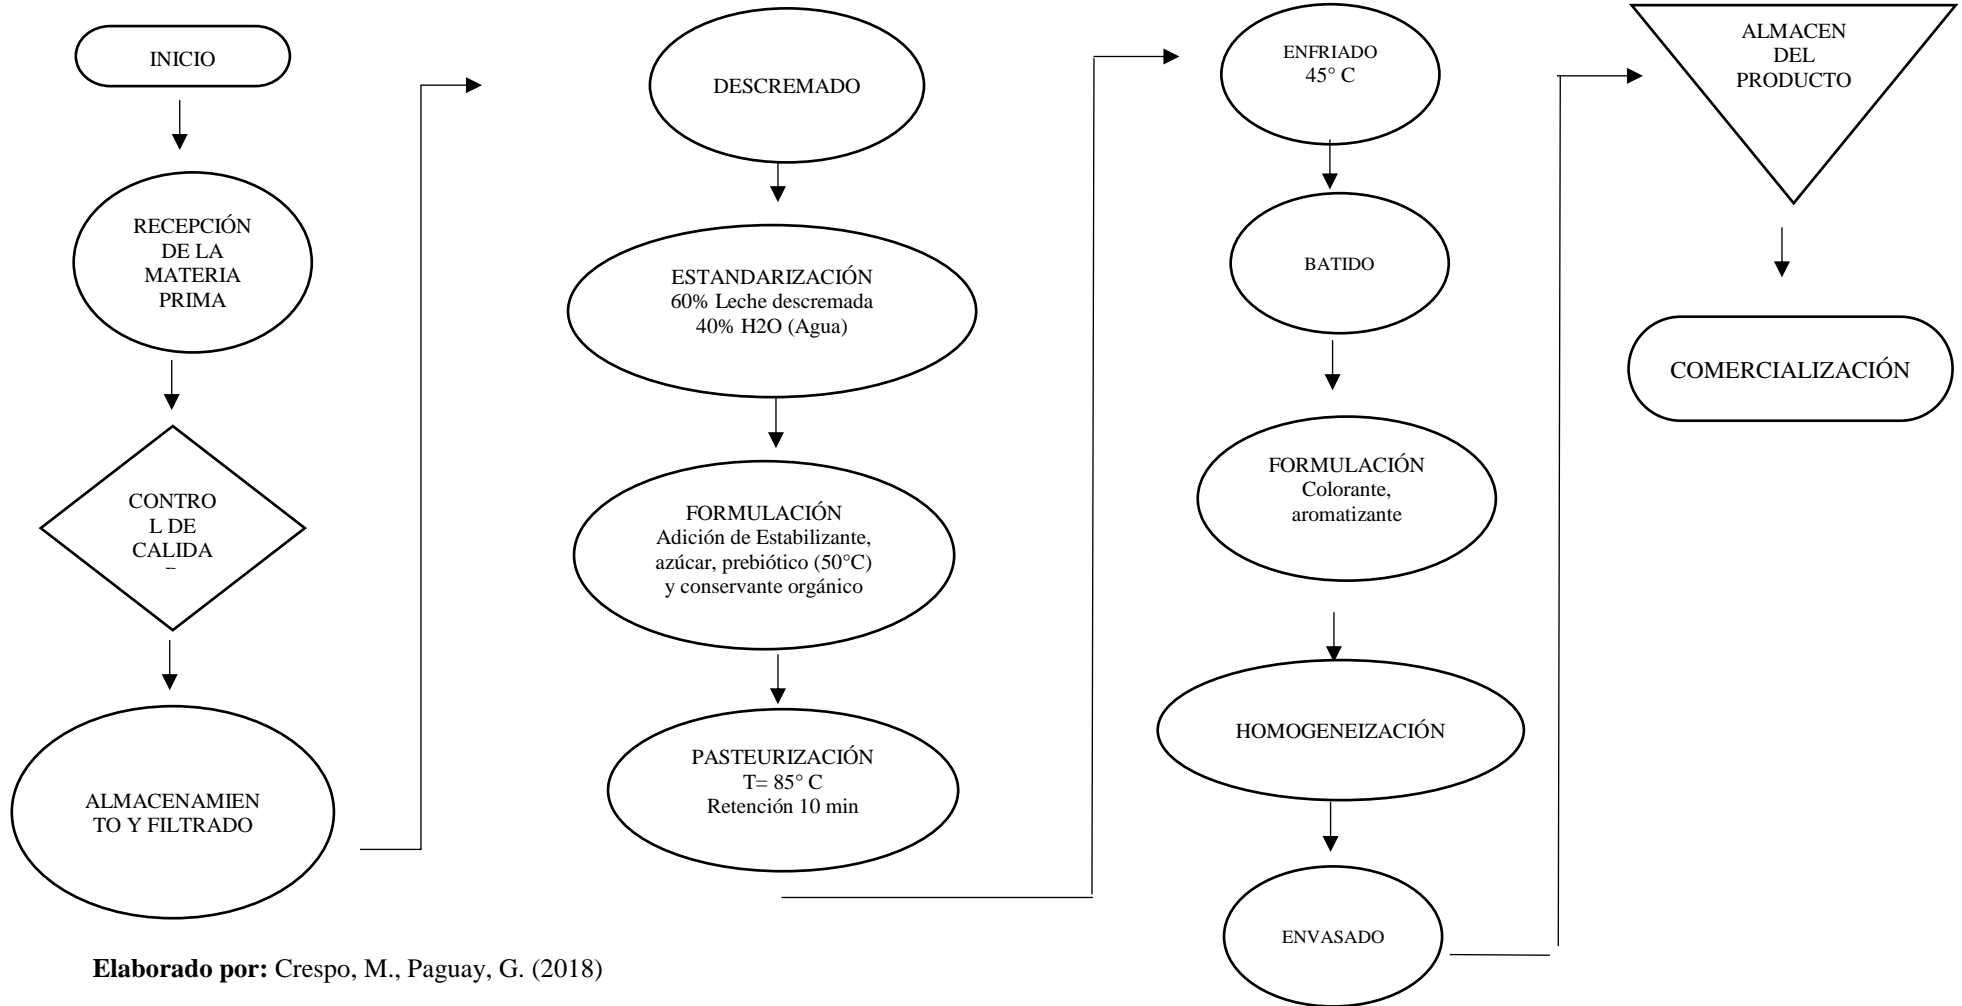 INICIO
RECEPCIÓN
DE LA
MATERIA
PRIMA
CONTRO
L DE
CALIDA
ALMACENAMIEN
TO Y FILTRADO
DESCREMADO
ESTANDARIZACIÓN
60% Leche descremada
40% H2O (Agua)
FORMULACIÓN
Adición de Estabilizante,
azúcar, prebiótico (50°C)
y conservante orgánico
PASTEURIZACIÓN
T= 85° C
Retención 10 min
ENFRIADO
45° C
BATIDO
FORMULACIÓN
Colorante,
aromatizante
HOMOGENEIZACIÓN
ENVASADO
ALMACEN
DEL
PRODUCTO
COMERCIALIZACIÓN
Elaborado por: Crespo, M., Paguay, G. (2018)